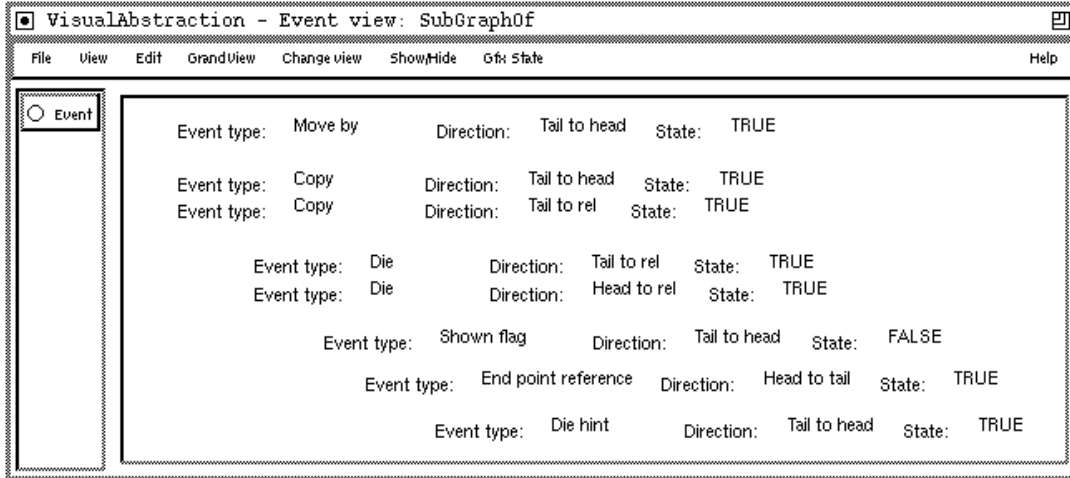 VisualAbstraction - Event view: SubGraphOf
File View Edit GrandView Change view Show/Hide Gfx State Help
Event
Event type: Move by Direction: Tail to head State: TRUE
Event type: Copy Direction: Tail to head State: TRUE
Event type: Copy Direction: Tail to rel State: TRUE
Event type: Die Direction: Tail to rel State: TRUE
Event type: Die Direction: Head to rel State: TRUE
Event type: Shown flag Direction: Tail to head State: FALSE
Event type: End point reference Direction: Head to tail State: TRUE
Event type: Die hint Direction: Tail to head State: TRUE